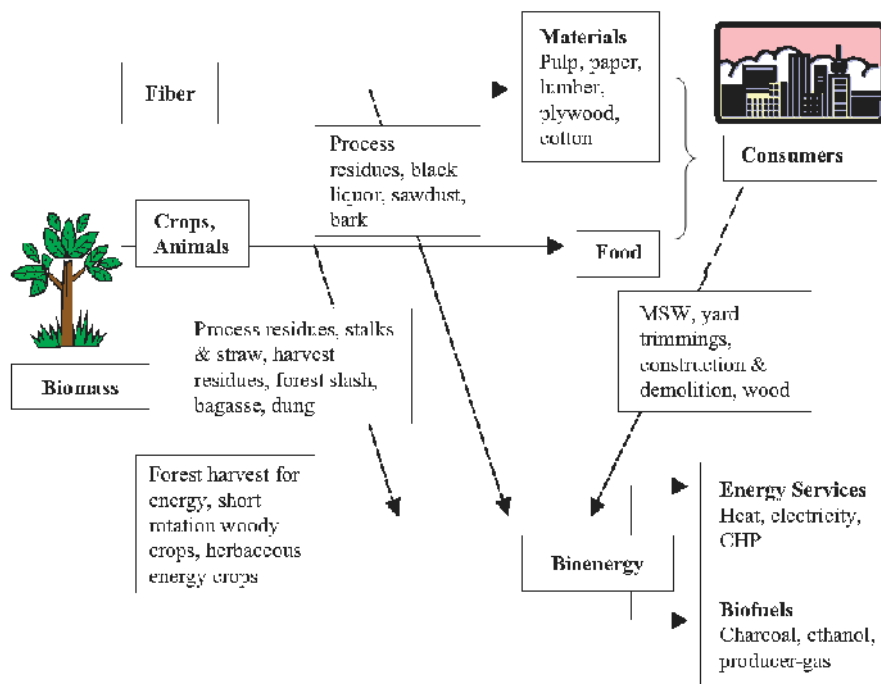 Fiber
Materials
Pulp, paper,
lumber,
plywood,
cotton
Consumers
Process
residues, black
liquor, sawdust,
bark
Crops,
Animals
Food
Biomass
Process residues, stalks
& straw, harvest
residues, forest slash,
bagasse, dung
MSW, yard
trimmings,
construction &
demolition, wood
Forest harvest for
energy, short
rotation woody
crops, herbaceous
energy crops
Bioenergy
Energy Services
Heat, electricity,
CHP
Biofuels
Charcoal, ethanol,
producer-gas